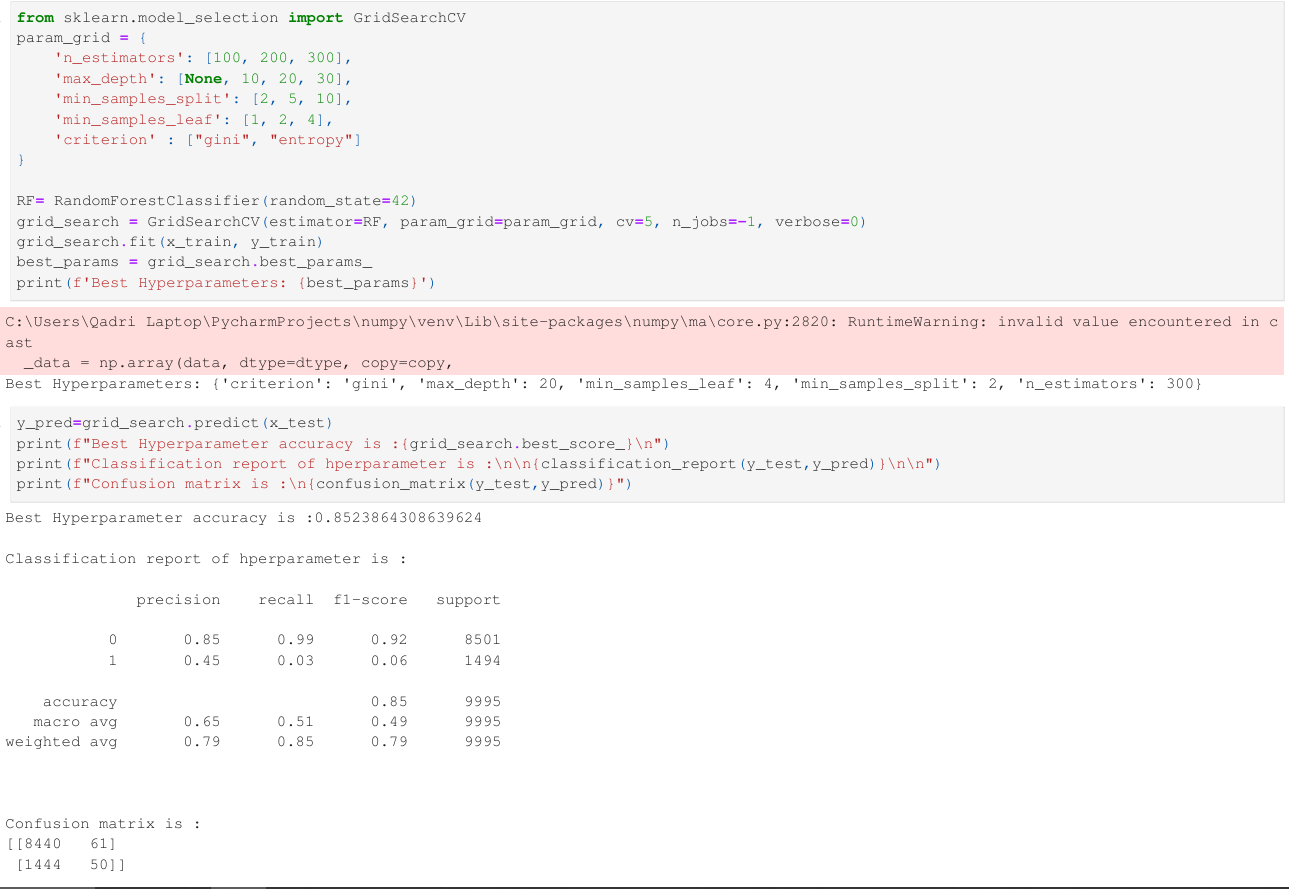 from sklearn.model_selection import GridSearchCV
param_grid = {
    'n_estimators': [100, 200, 300],
    'max_depth': [None, 10, 20, 30],
    'min_samples_split': [2, 5, 10],
    'min_samples_leaf': [1, 2, 4],
    'criterion' : ["gini", "entropy"]
}

RF= RandomForestClassifier(random_state=42)
grid_search = GridSearchCV(estimator=RF, param_grid=param_grid, cv=5, n_jobs=-1, verbose=0)
grid_search.fit(x_train, y_train)
best_params = grid_search.best_params_
print(f'Best Hyperparameters: {best_params}')
C:\Users\Qadri Laptop\PycharmProjects\numpy\venv\Lib\site-packages\numpy\ma\core.py:2820: RuntimeWarning: invalid value encountered in c
ast
  _data = np.array(data, dtype=dtype, copy=copy,
Best Hyperparameters: {'criterion': 'gini', 'max_depth': 20, 'min_samples_leaf': 4, 'min_samples_split': 2, 'n_estimators': 300}
y_pred=grid_search.predict(x_test)
print(f"Best Hyperparameter accuracy is :{grid_search.best_score_}\n")
print(f"Classification report of hperparameter is :\n\n{classification_report(y_test,y_pred)}\n\n")
print(f"Confusion matrix is :\n{confusion_matrix(y_test,y_pred)}")
Best Hyperparameter accuracy is :0.8523864308639624

Classification report of hperparameter is :

              precision    recall  f1-score   support

           0       0.85      0.99      0.92      8501
           1       0.45      0.03      0.06      1494

    accuracy                           0.85      9995
   macro avg       0.65      0.51      0.49      9995
weighted avg       0.79      0.85      0.79      9995

Confusion matrix is :
[[8440   61]
 [1444   50]]